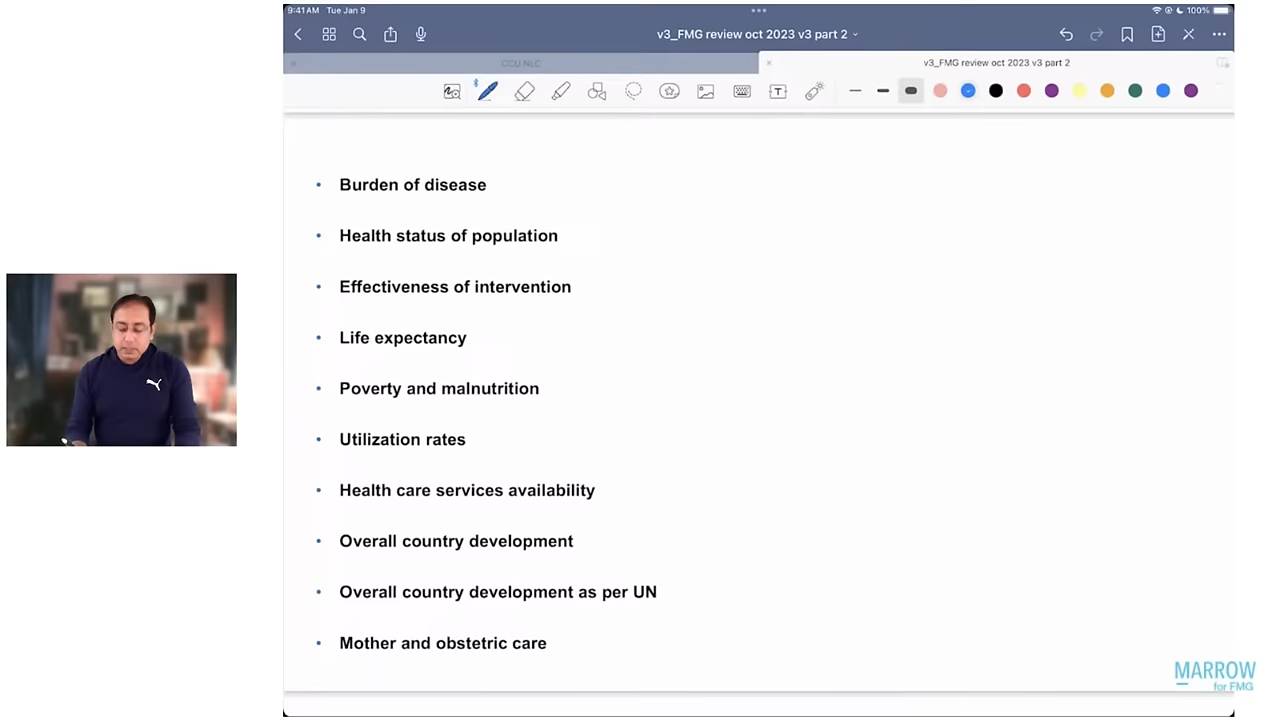 9:41 AM Tue Jan 9
100%
v3_FMG review oct 2023 v3 part 2
CCU NLC
v3_FMG review oct 2023 v3 part 2
• Burden of disease
• Health status of population
• Effectiveness of intervention
• Life expectancy
• Poverty and malnutrition
• Utilization rates
• Health care services availability
• Overall country development
• Overall country development as per UN
• Mother and obstetric care
MARROW
for FMG